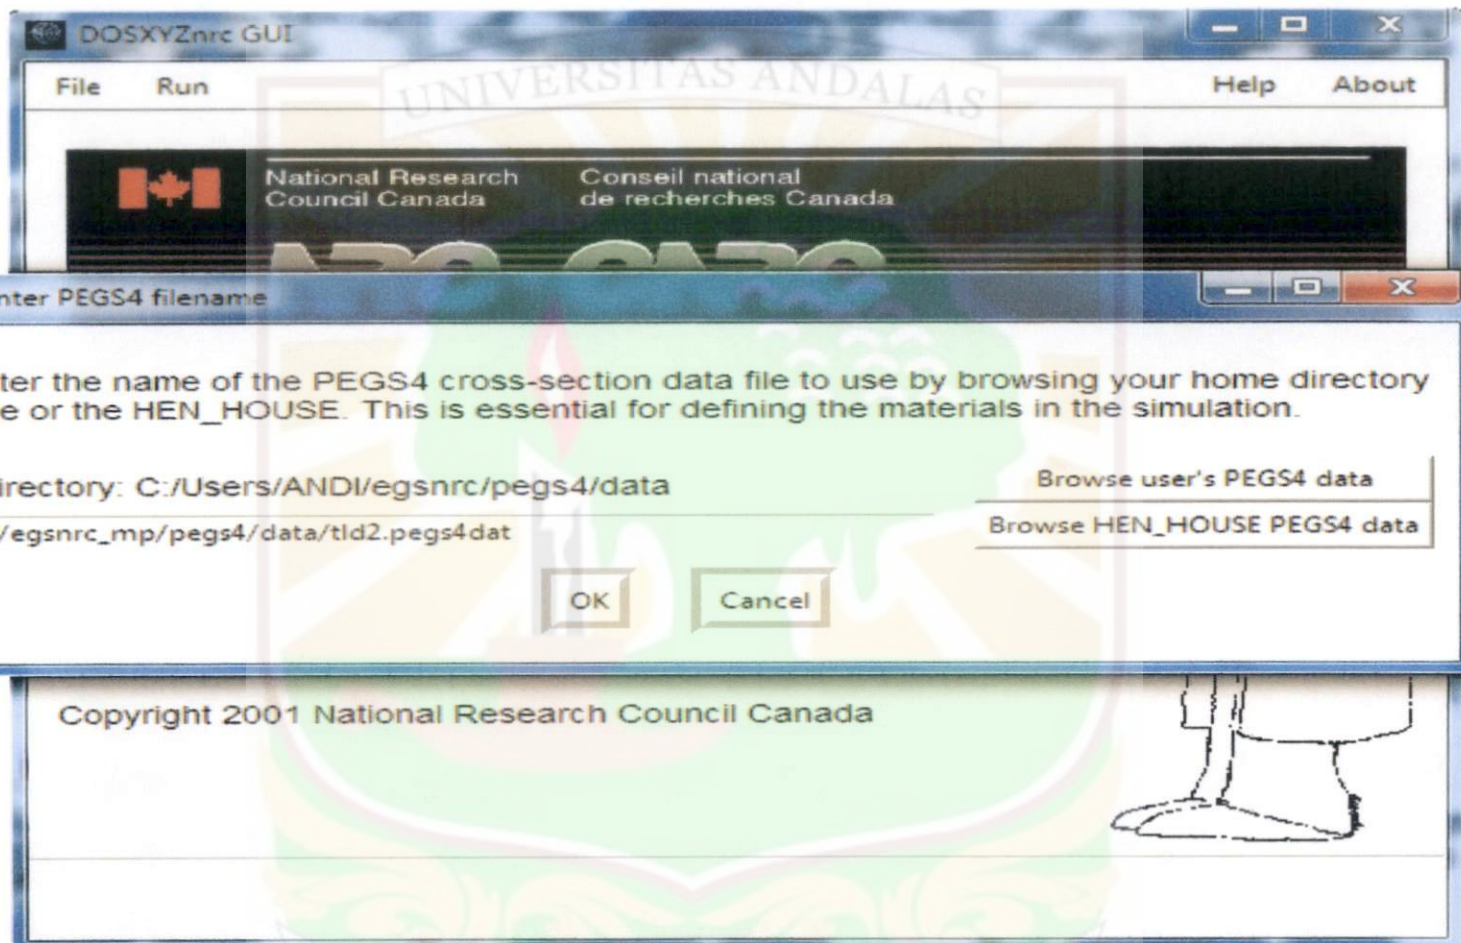 DOSXYZnrc GUI
File Run Help About
UNIVERSITAS ANDALAS
National Research Conseil national
Council Canada de recherches Canada
nter PEGS4 filename
ter the name of the PEGS4 cross-section data file to use by browsing your home directory
e or the HEN_HOUSE. This is essential for defining the materials in the simulation.
irectory: C:/Users/ANDI/egsnrc/pegs4/data
Browse user's PEGS4 data
/egsnrc_mp/pegs4/data/tld2.pegs4dat
Browse HEN_HOUSE PEGS4 data
OK Cancel
Copyright 2001 National Research Council Canada